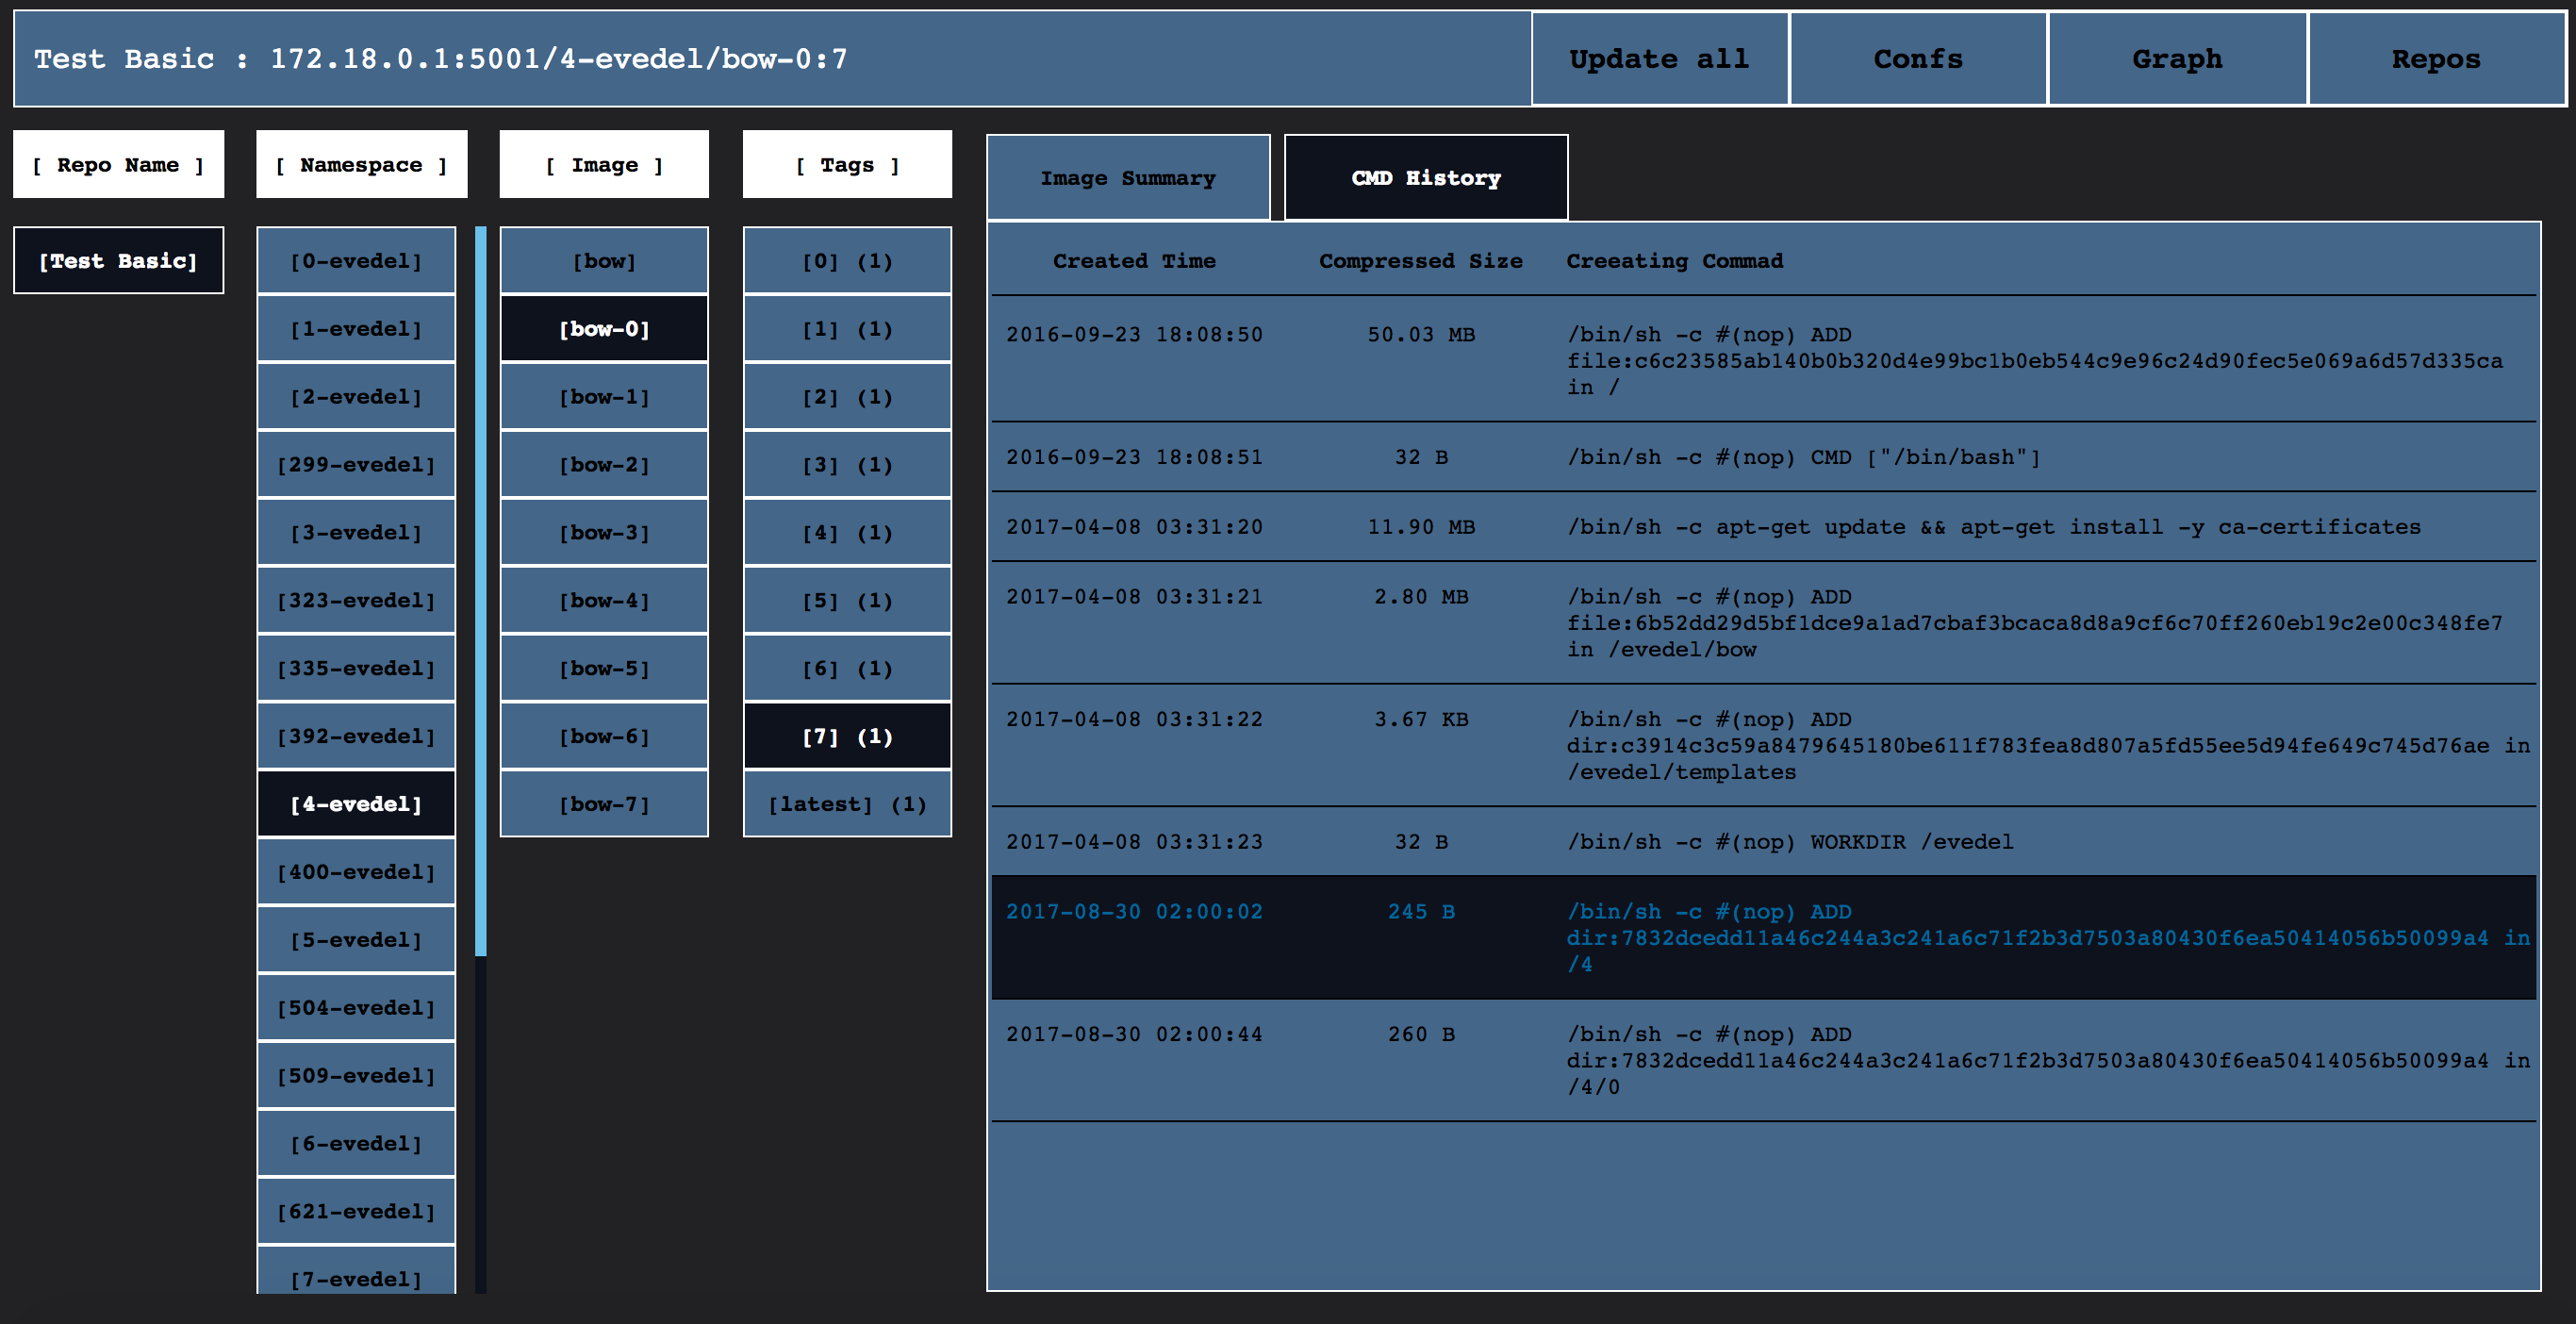 Test Basic : 172.18.0.1:5001/4-evedel/bow-0:7
Update all
Confs
Graph
Repos
[ Repo Name ]
[Test Basic]
[ Namespace ]
[0-evedel]
[1-evedel]
[2-evedel]
[299-evedel]
[3-evedel]
[323-evedel]
[335-evedel]
[392-evedel]
[4-evedel]
[400-evedel]
[5-evedel]
[504-evedel]
[509-evedel]
[6-evedel]
[621-evedel]
[7-evedel]
[ Image ]
[bow]
[bow-0]
[bow-1]
[bow-2]
[bow-3]
[bow-4]
[bow-5]
[bow-6]
[bow-7]
[ Tags ]
[0] (1)
[1] (1)
[2] (1)
[3] (1)
[4] (1)
[5] (1)
[6] (1)
[7] (1)
[latest] (1)
Image Summary
CMD History
Created Time Compressed Size Creeating Commad
2016-09-23 18:08:50 50.03 MB /bin/sh -c #(nop) ADD
file:c6c23585ab140b0b320d4e99bc1b0eb544c9e96c24d90fec5e069a6d57d335ca
in /
2016-09-23 18:08:51 32 B /bin/sh -c #(nop) CMD ["/bin/bash"]
2017-04-08 03:31:20 11.90 MB /bin/sh -c apt-get update && apt-get install -y ca-certificates
2017-04-08 03:31:21 2.80 MB /bin/sh -c #(nop) ADD
file:6b52dd29d5bf1dce9a1ad7cbaf3bcaca8d8a9cf6c70ff260eb19c2e00c348fe7
in /evedel/bow
2017-04-08 03:31:22 3.67 KB /bin/sh -c #(nop) ADD
dir:c3914c3c59a8479645180be611f783fea8d807a5fd55ee5d94fe649c745d76ae in
/evedel/templates
2017-04-08 03:31:23 32 B /bin/sh -c #(nop) WORKDIR /evedel
2017-08-30 02:00:02 245 B /bin/sh -c #(nop) ADD
dir:7832dcedd11a46c244a3c241a6c71f2b3d7503a80430f6ea50414056b50099a4 in
/4
2017-08-30 02:00:44 260 B /bin/sh -c #(nop) ADD
dir:7832dcedd11a46c244a3c241a6c71f2b3d7503a80430f6ea50414056b50099a4 in
/4/0